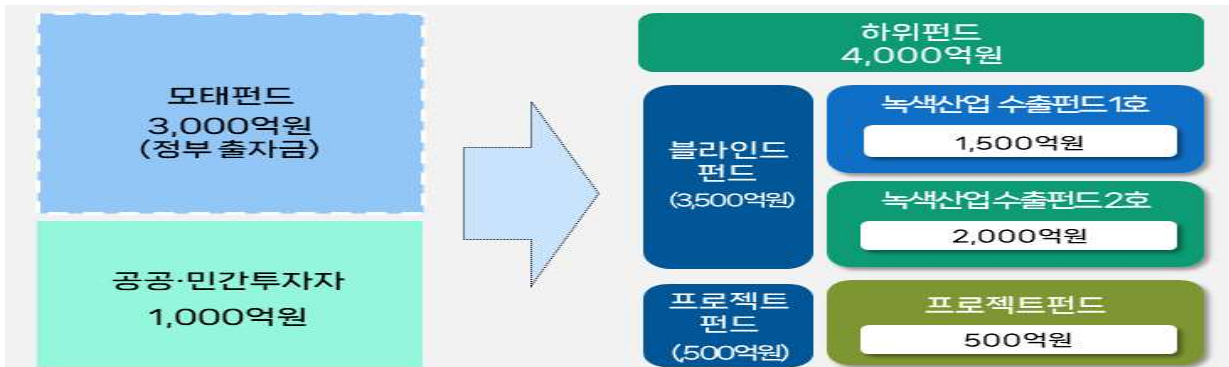 모태펀드
3,000억원
(정부 출자금)
공공·민간투자자
1,000억원
하위펀드
4,000억원
블라인드
펀드
(3,500억원)
녹색산업 수출펀드1호
1,500억원
녹색산업수출펀드2호
2,000억원
프로젝트
펀드
(,500억원)
프로젝트펀드
500억원